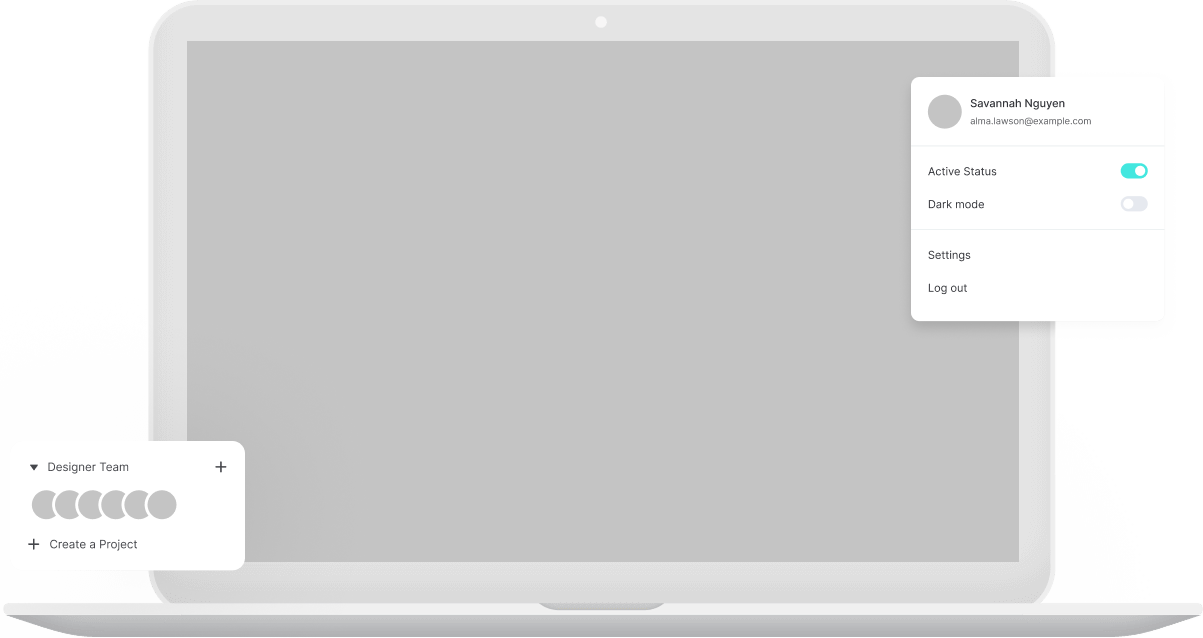 Savannah Nguyen
alma.lawson@example.com
Active Status
Dark mode
Settings
Log out
Designer Team
Create a Project